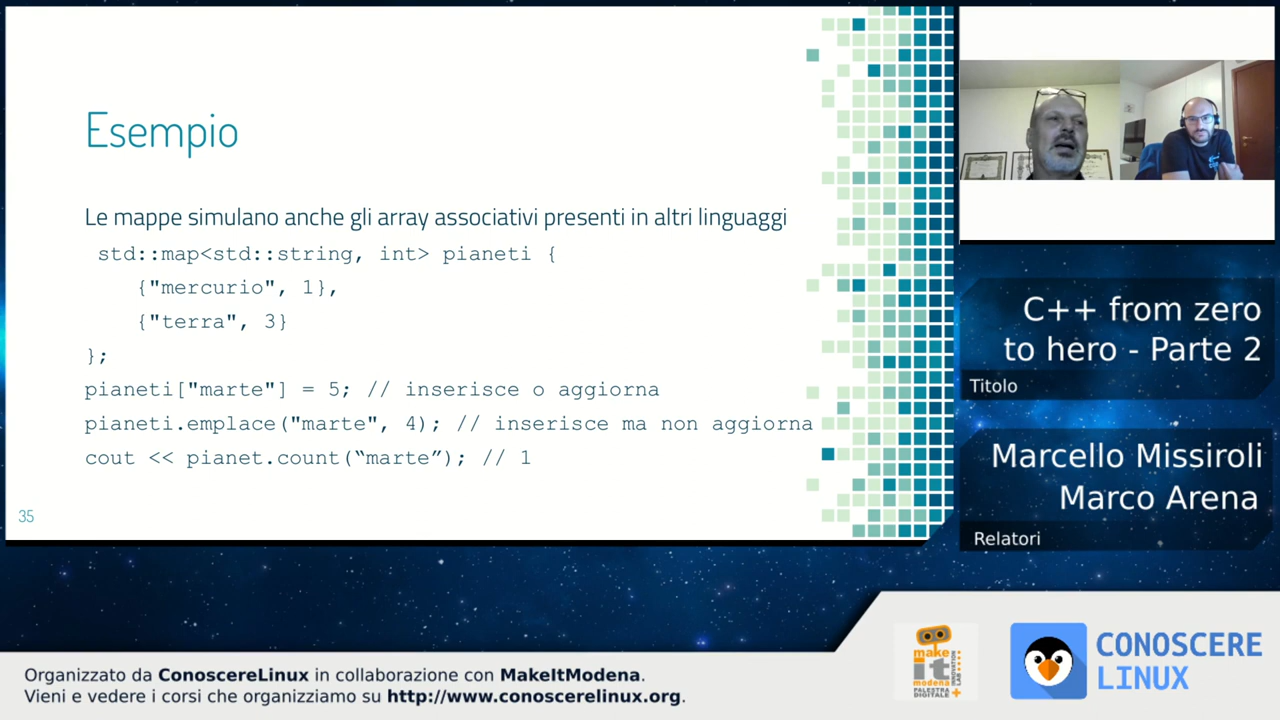 Esempio
Le mappe simulano anche gli array associativi presenti in altri linguaggi
std::map<std::string, int> pianeti {
{"mercurio", 1},
{"terra", 3}
};
pianeti["marte"] = 5; // inserisce o aggiorna
pianeti.emplace("marte", 4); // inserisce ma non aggiorna
cout << pianet.count(“marte”); // 1
35
C++ from zero
to hero - Parte 2
Titolo
Marcello Missiroli
Marco Arena
Relatori
Organizzato da ConoscereLinux in collaborazione con MakeItModena.
Vieni e vedere i corsi che organizziamo su http://www.conoscerelinux.org.
make
it
modena
PALESTRA
DIGITALE
INNOVATION
LAB
CONOSCERE
LINUX